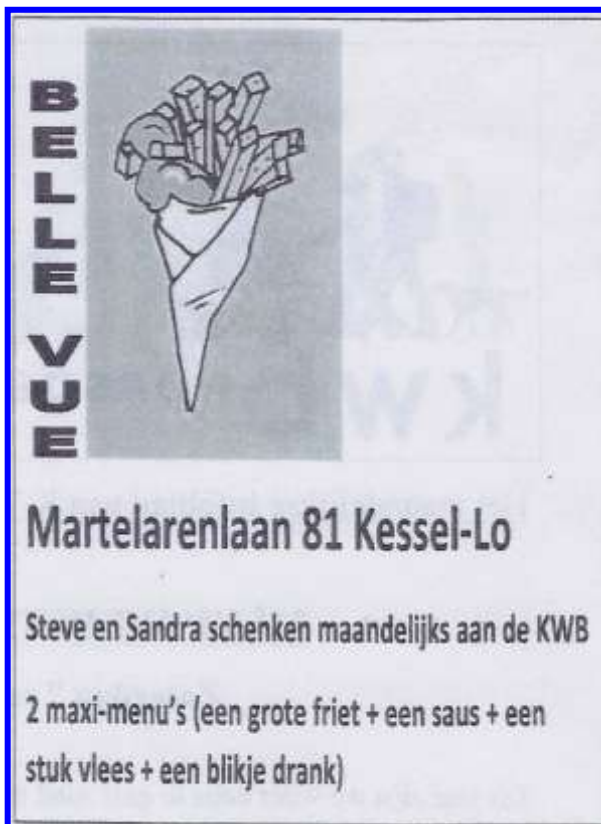 BELLE VUE
Martelarenlaan 81 Kessel-Lo
Steve en Sandra schenken maandelijks aan de KWB
2 maxi-menu's (een grote friet + een saus + een
stuk vlees + een blikje drank)